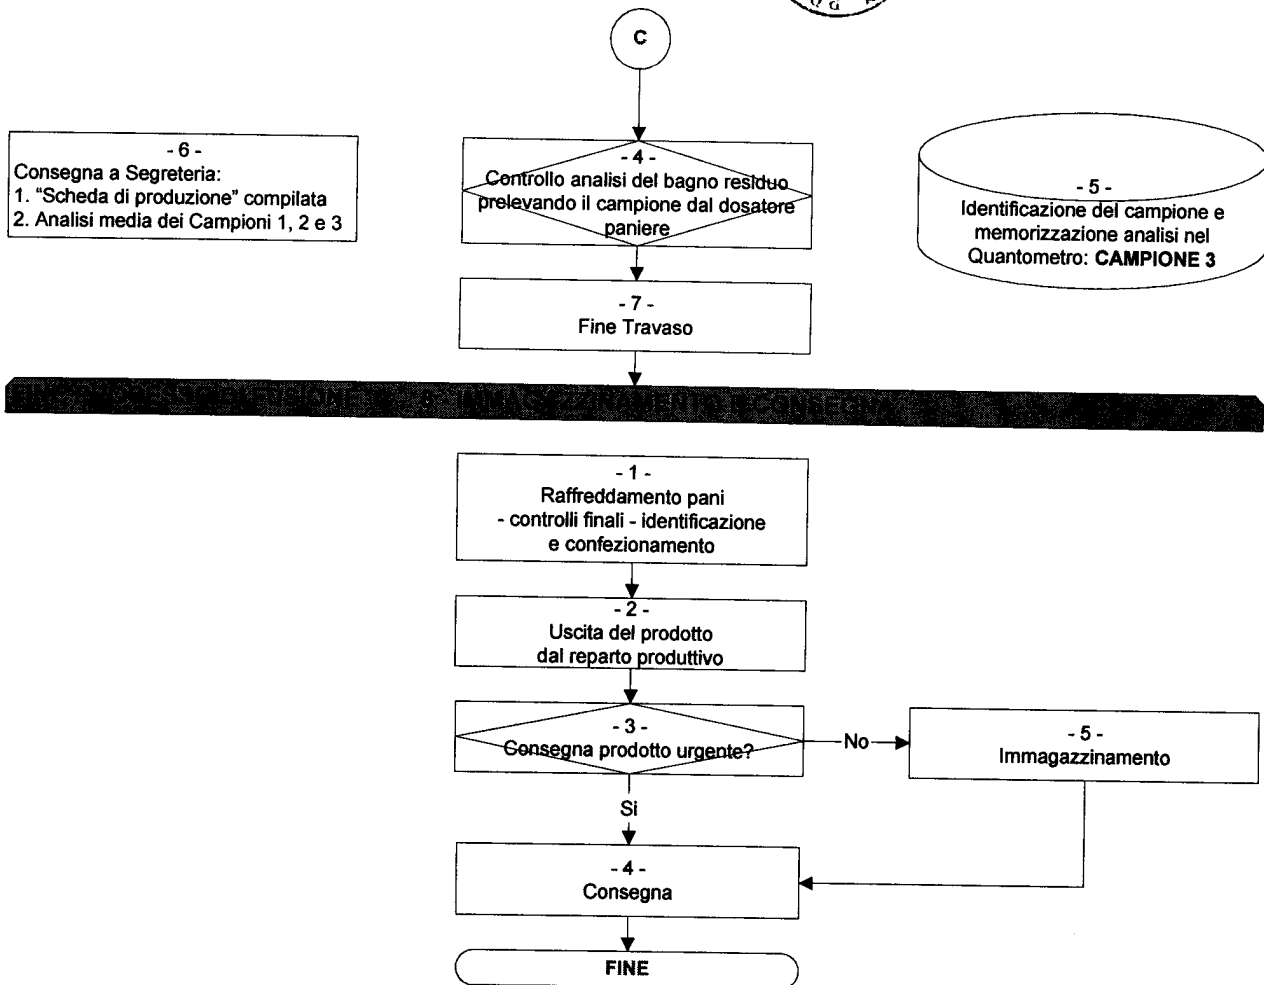 C
- 6 -
Consegna a Segreteria:
1. "Scheda di produzione" compilata
2. Analisi media dei Campioni 1, 2 e 3
- 4 -
Controllo analisi del bagno residuo
prelevando il campione dal dosatore
paniere
- 5 -
Identificazione del campione e
memorizzazione analisi nel
Quantometro: CAMPIONE 3
- 7 -
Fine Travaso
FUSIONE IMMAGAZZINAMENTO E CONSEGNA
- 1 -
Raffreddamento pani
- controlli finali - identificazione
e confezionamento
- 2 -
Uscita del prodotto
dal reparto produttivo
- 3 -
Consegna prodotto urgente?
No
- 5 -
Immagazzinamento
Si
- 4 -
Consegna
FINE